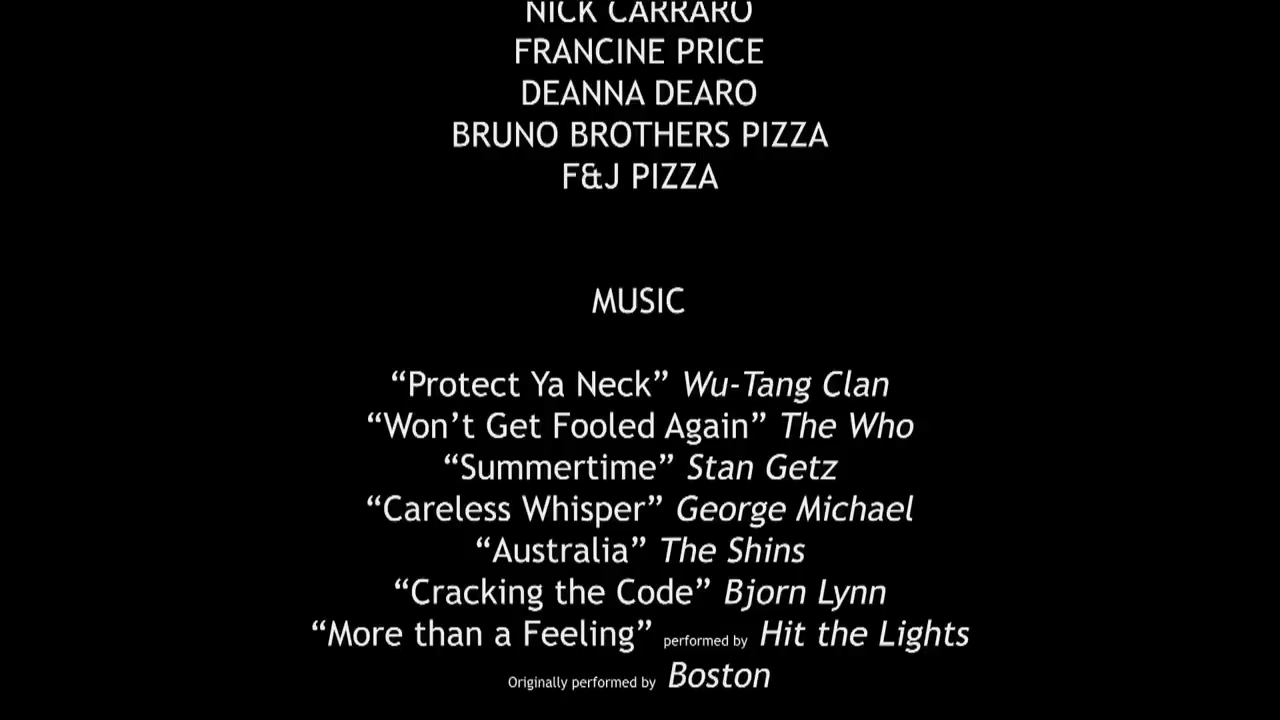 NICK CARRARO
FRANCINE PRICE
DEANNA DEARO
BRUNO BROTHERS PIZZA
F&J PIZZA
MUSIC
“Protect Ya Neck” Wu-Tang Clan
“Won’t Get Fooled Again” The Who
“Summertime” Stan Getz
“Careless Whisper” George Michael
“Australia” The Shins
“Cracking the Code” Bjorn Lynn
“More than a Feeling” performed by Hit the Lights
Originally performed by Boston